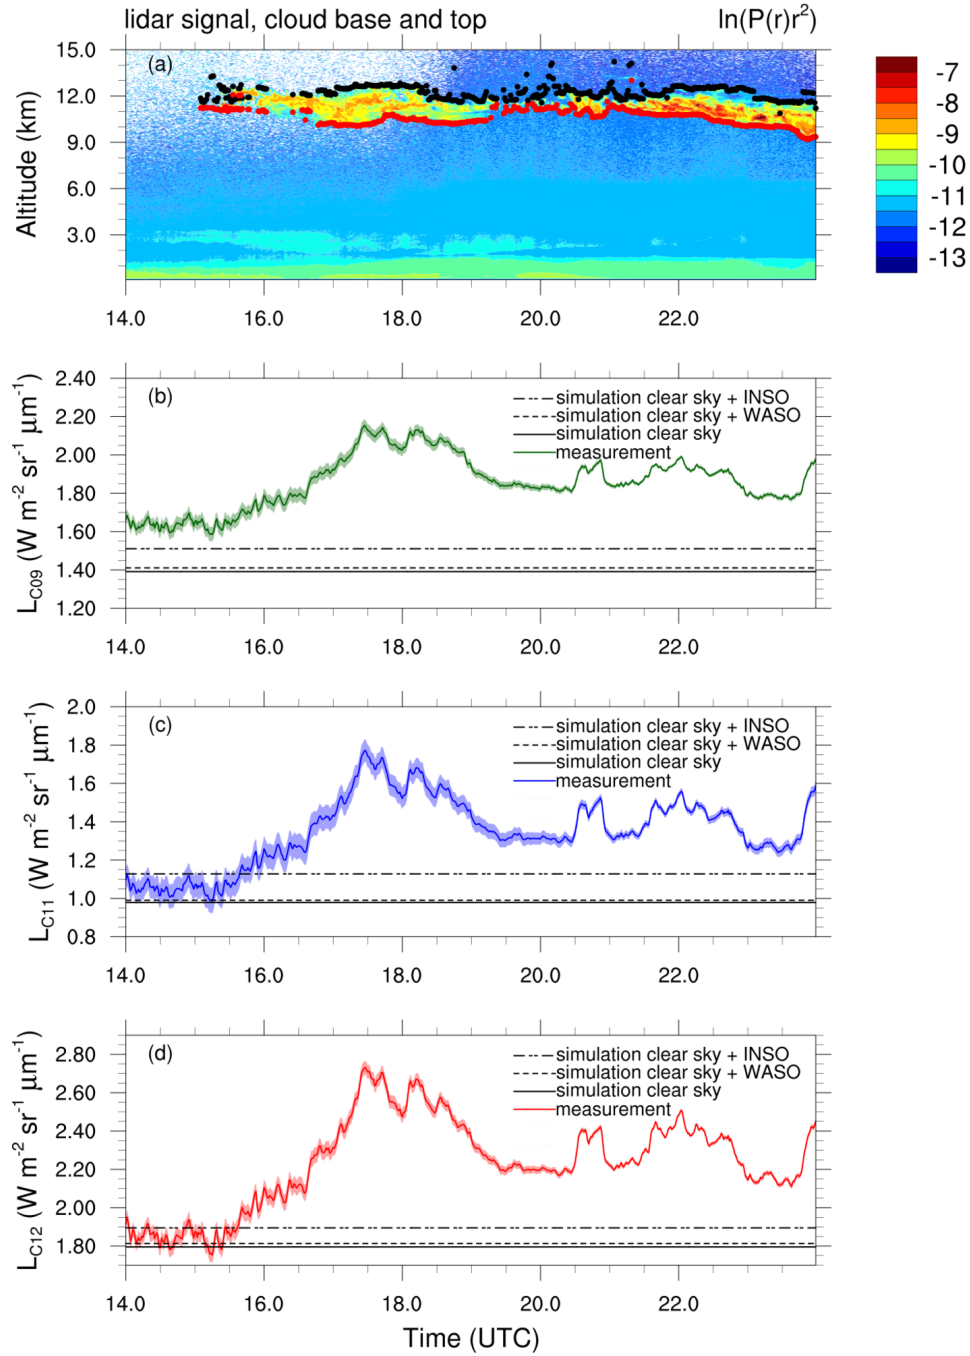 lidar signal, cloud base and top ln(P(r)r²)
(a)
15.0
12.0
9.0
6.0
3.0
Altitude (km)
14.0 16.0 18.0 20.0 22.0
-7
-8
-9
-10
-11
-12
-13
(b)
simulation clear sky + INSO
simulation clear sky + WASO
simulation clear sky
measurement
2.40
2.20
2.00
1.80
1.60
1.40
1.20
L_C09 (W m⁻² sr⁻¹ μm⁻¹)
14.0 16.0 18.0 20.0 22.0
(c)
simulation clear sky + INSO
simulation clear sky + WASO
simulation clear sky
measurement
2.0
1.8
1.6
1.4
1.2
1.0
0.8
L_C11 (W m⁻² sr⁻¹ μm⁻¹)
14.0 16.0 18.0 20.0 22.0
(d)
simulation clear sky + INSO
simulation clear sky + WASO
simulation clear sky
measurement
2.80
2.60
2.40
2.20
2.00
1.80
L_C12 (W m⁻² sr⁻¹ μm⁻¹)
14.0 16.0 18.0 20.0 22.0
Time (UTC)